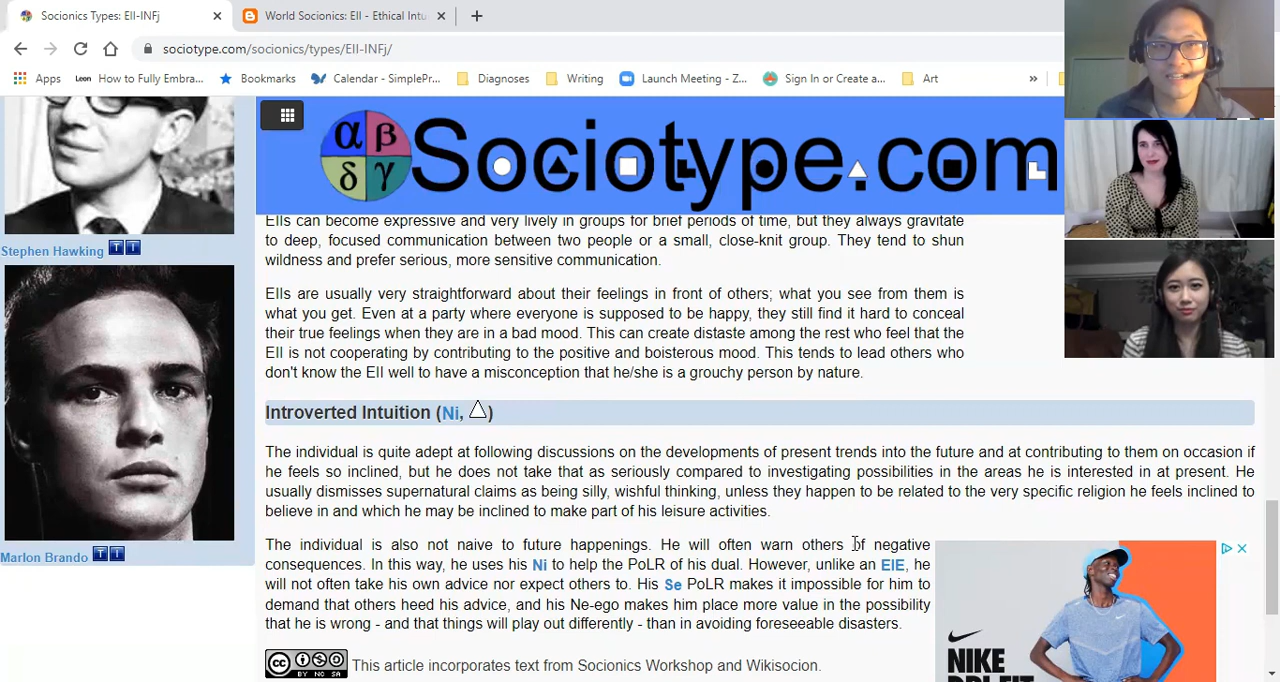 Socionics Types: EII-INFj
World Socionics: EII - Ethical Intu
sociotype.com/socionics/types/EII-INFj/
Apps
Leon How to Fully Embra...
Bookmarks
Calendar - SimplePr...
Diagnoses
Writing
Launch Meeting - Z...
Sign In or Create a...
Art
»
α β
δ γ
Sociotype.com
Stephen Hawking T I
Marlon Brando T I
EIIs can become expressive and very lively in groups for brief periods of time, but they always gravitate
to deep, focused communication between two people or a small, close-knit group. They tend to shun
wildness and prefer serious, more sensitive communication.
EIIs are usually very straightforward about their feelings in front of others; what you see from them is
what you get. Even at a party where everyone is supposed to be happy, they still find it hard to conceal
their true feelings when they are in a bad mood. This can create distaste among the rest who feel that the
EII is not cooperating by contributing to the positive and boisterous mood. This tends to lead others who
don't know the EII well to have a misconception that he/she is a grouchy person by nature.
Introverted Intuition (Ni, △)
The individual is quite adept at following discussions on the developments of present trends into the future and at contributing to them on occasion if
he feels so inclined, but he does not take that as seriously compared to investigating possibilities in the areas he is interested in at present. He
usually dismisses supernatural claims as being silly, wishful thinking, unless they happen to be related to the very specific religion he feels inclined to
believe in and which he may be inclined to make part of his leisure activities.
The individual is also not naive to future happenings. He will often warn others of negative
consequences. In this way, he uses his Ni to help the PoLR of his dual. However, unlike an EIE, he
will not often take his own advice nor expect others to. His Se PoLR makes it impossible for him to
demand that others heed his advice, and his Ne-ego makes him place more value in the possibility
that he is wrong - and that things will play out differently - than in avoiding foreseeable disasters.
CC BY NC SA This article incorporates text from Socionics Workshop and Wikisocion.
NIKE